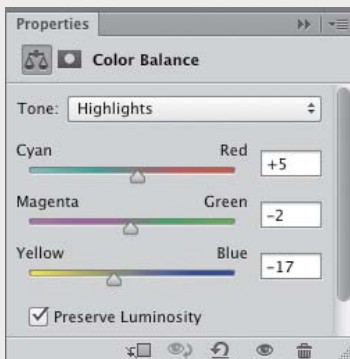 Properties
Color Balance
Tone: Highlights
Cyan Red +5
Magenta Green -2
Yellow Blue -17
Preserve Luminosity